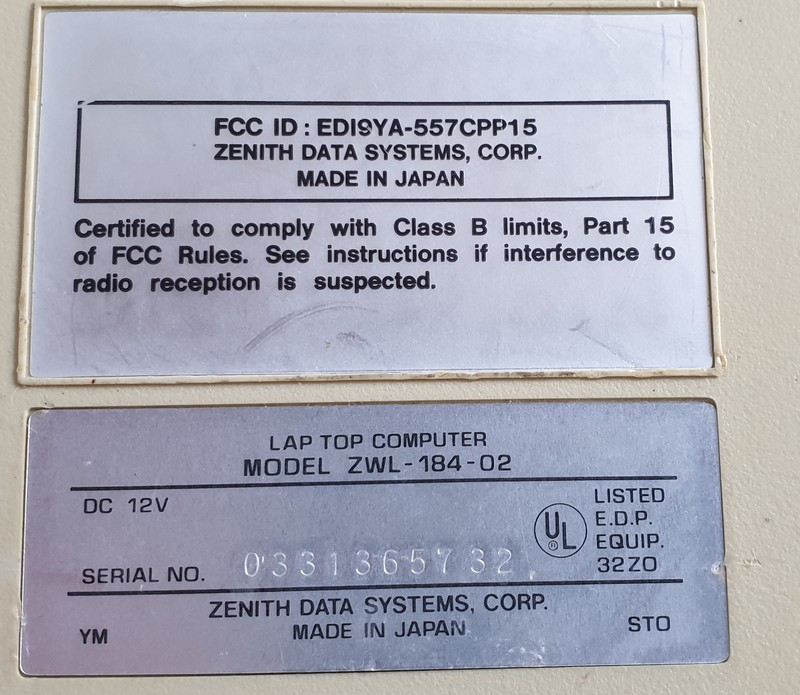 FCC ID : EDI9YA-557CPP15
ZENITH DATA SYSTEMS, CORP.
MADE IN JAPAN
Certified to comply with Class B limits, Part 15
of FCC Rules. See instructions if interference to
radio reception is suspected.
LAP TOP COMPUTER
MODEL ZWL-184-02
DC 12V
UL
LISTED
E.D.P.
EQUIP.
32ZO
SERIAL NO. 0331365732
ZENITH DATA SYSTEMS, CORP.
MADE IN JAPAN
YM
STO